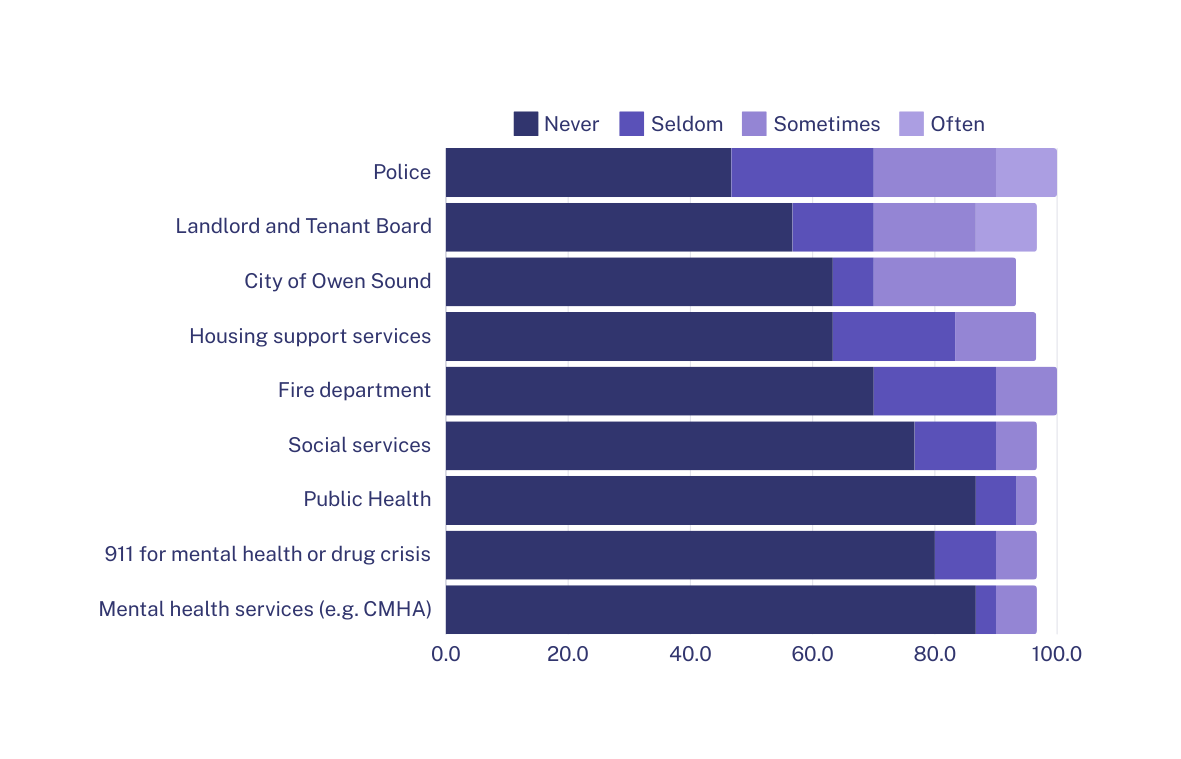 Never Seldom Sometimes Often
Police
Landlord and Tenant Board
City of Owen Sound
Housing support services
Fire department
Social services
Public Health
911 for mental health or drug crisis
Mental health services (e.g. CMHA)
0.0 20.0 40.0 60.0 80.0 100.0